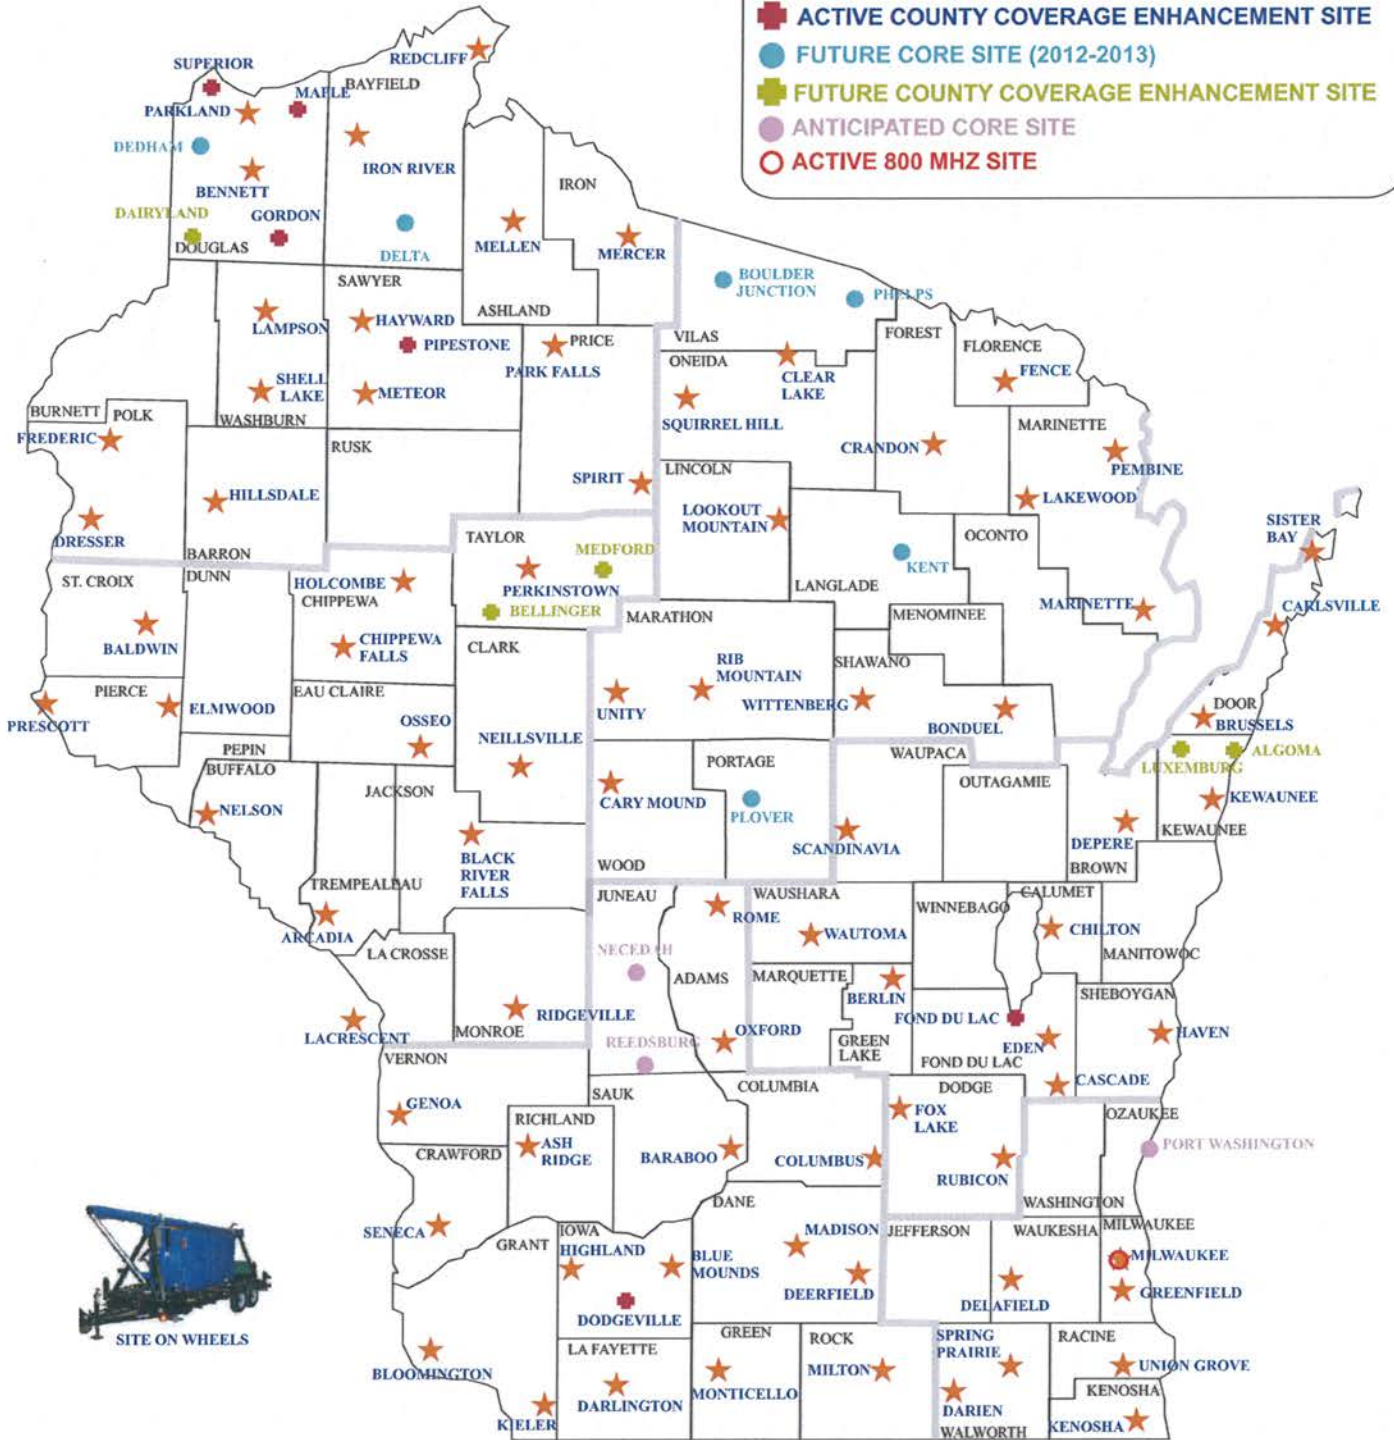 ACTIVE COUNTY COVERAGE ENHANCEMENT SITE
FUTURE CORE SITE (2012-2013)
FUTURE COUNTY COVERAGE ENHANCEMENT SITE
ANTICIPATED CORE SITE
ACTIVE 800 MHZ SITE
REDCLIFF
SUPERIOR
BAYFIELD
MAPLE
PARKLAND
DEDHAM
IRON RIVER
BENNETT
IRON
DAIRYLAND
GORDON
DOUGLAS
DELTA
MELLEN
MERCER
BOULDER
JUNCTION
PHELPS
SAWYER
ASHLAND
LAMPSON
HAYWARD
PIPESTONE
PRICE
PARK FALLS
VILAS
ONEIDA
FOREST
FLORENCE
FENCE
CLEAR
LAKE
SHELL
LAKE
METEOR
WASHBURN
BURNETT
POLK
FREDERIC
RUSK
SQUIRREL HILL
CRANDON
MARINETTE
PEMBINE
SPIRIT
LINCOLN
LAKEWOOD
HILLSDALE
LOOKOUT
MOUNTAIN
DRESSER
BARRON
TAYLOR
MEDFORD
OCONTO
SISTER
BAY
KENT
ST. CROIX
DUNN
HOLCOMBE
CHIPPEWA
PERKINSTOWN
BELLINGER
LANGLADE
MARINETTE
CARLSVILLE
MENOMINEE
MARATHON
BALDWIN
CHIPPEWA
FALLS
CLARK
RIB
MOUNTAIN
SHAWANO
PIERCE
EAU CLAIRE
PRESCOTT
ELMWOOD
OSSEO
UNITY
WITTENBERG
BONDUEL
DOOR
BRUSSELS
NEILLSVILLE
PEPIN
BUFFALO
PORTAGE
WAUPACA
OUTAGAMIE
LUXEMBURG
ALGOMA
JACKSON
NELSON
CARY MOUND
PLOVER
KEWAUNEE
KEWAUNEE
DEPERE
BROWN
SCANDINAVIA
BLACK
RIVER
FALLS
WOOD
TREMPEALEAU
JUNEAU
WAUSHARA
WINNEBAGO
CALUMET
ROME
CHILTON
ARCADIA
WAUTOMA
LA CROSSE
NECEDAH
MANITOWOC
ADAMS
MARQUETTE
BERLIN
SHEBOYGAN
FOND DU LAC
RIDGEVILLE
LACRESCENT
MONROE
OXFORD
HAVEN
REEDSBURG
GREEN
LAKE
EDEN
FOND DU LAC
VERNON
CASCADE
SAUK
COLUMBIA
DODGE
GENOA
RICHLAND
FOX
LAKE
OZAUKEE
ASH
RIDGE
PORT WASHINGTON
CRAWFORD
BARABOO
COLUMBUS
RUBICON
DANE
WASHINGTON
SENECA
GRANT
IOWA
HIGHLAND
BLUE
MOUNDS
MADISON
JEFFERSON
WAUKESHA
MILWAUKEE
MILWAUKEE
DEERFIELD
DELAFIELD
GREENFIELD
DODGEVILLE
SITE ON WHEELS
LA FAYETTE
GREEN
ROCK
SPRING
PRAIRIE
RACINE
BLOOMINGTON
MILTON
UNION GROVE
MONTICELLO
DARLINGTON
DARIEN
KENOSHA
KIELER
WALWORTH
KENOSHA